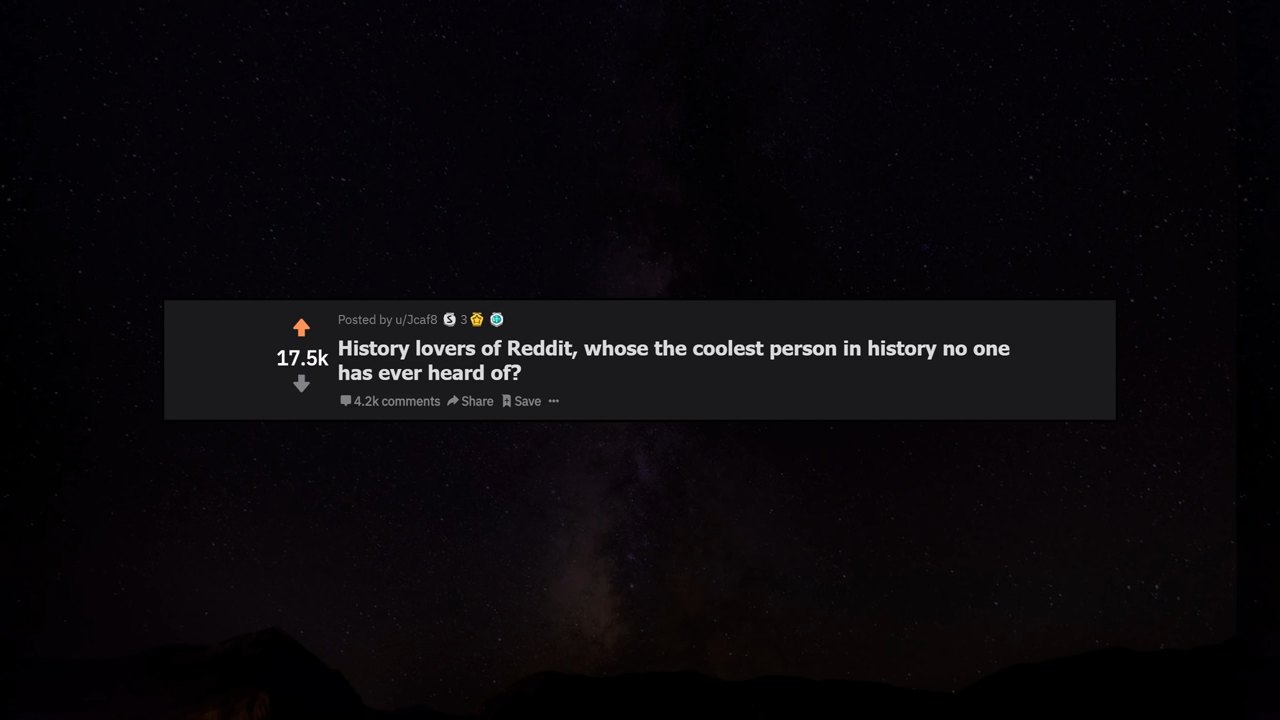 Posted by u/Jcaf8 S 3
17.5k
History lovers of Reddit, whose the coolest person in history no one
has ever heard of?
4.2k comments Share Save ···